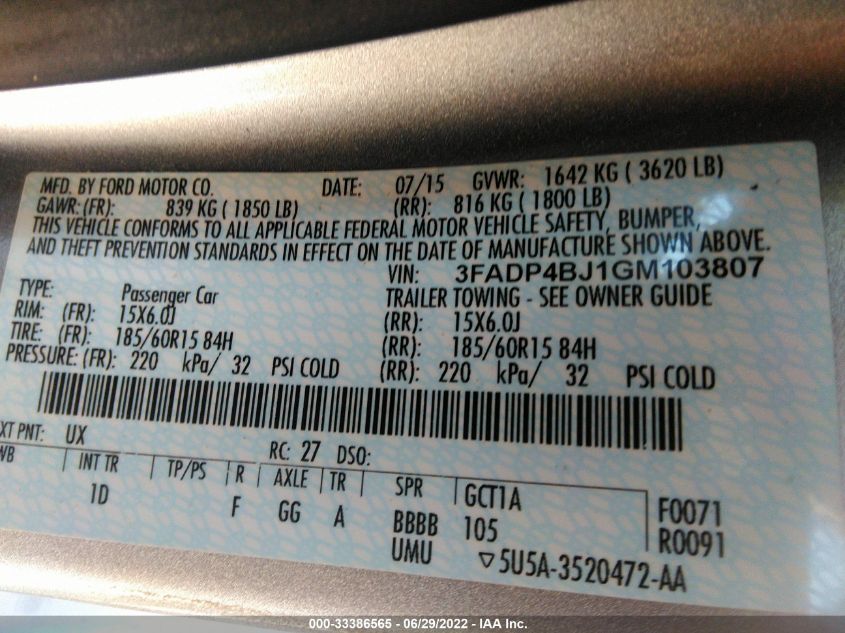 MFD. BY FORD MOTOR CO. DATE: 07/15 GVWR: 1642 KG ( 3620 LB)
GAWR: (FR): 839 KG ( 1850 LB) (RR): 816 KG ( 1800 LB)
THIS VEHICLE CONFORMS TO ALL APPLICABLE FEDERAL MOTOR VEHICLE SAFETY, BUMPER,
AND THEFT PREVENTION STANDARDS IN EFFECT ON THE DATE OF MANUFACTURE SHOWN ABOVE.
VIN: 3FADP4BJ1GM103807
TYPE: Passenger Car TRAILER TOWING - SEE OWNER GUIDE
RIM: (FR): 15X6.0J (RR): 15X6.0J
TIRE: (FR): 185/60R15 84H (RR): 185/60R15 84H
PRESSURE: (FR): 220 kPa/ 32 PSI COLD (RR): 220 kPa/ 32 PSI COLD
XT PNT: UX RC: 27 DSO:
WB INT TR TP/PS R AXLE TR SPR GCT1A F0071
1D F GG A BBBB 105 R0091
UMU 5U5A-3520472-AA
000-33386565 - 06/29/2022 - IAA Inc.